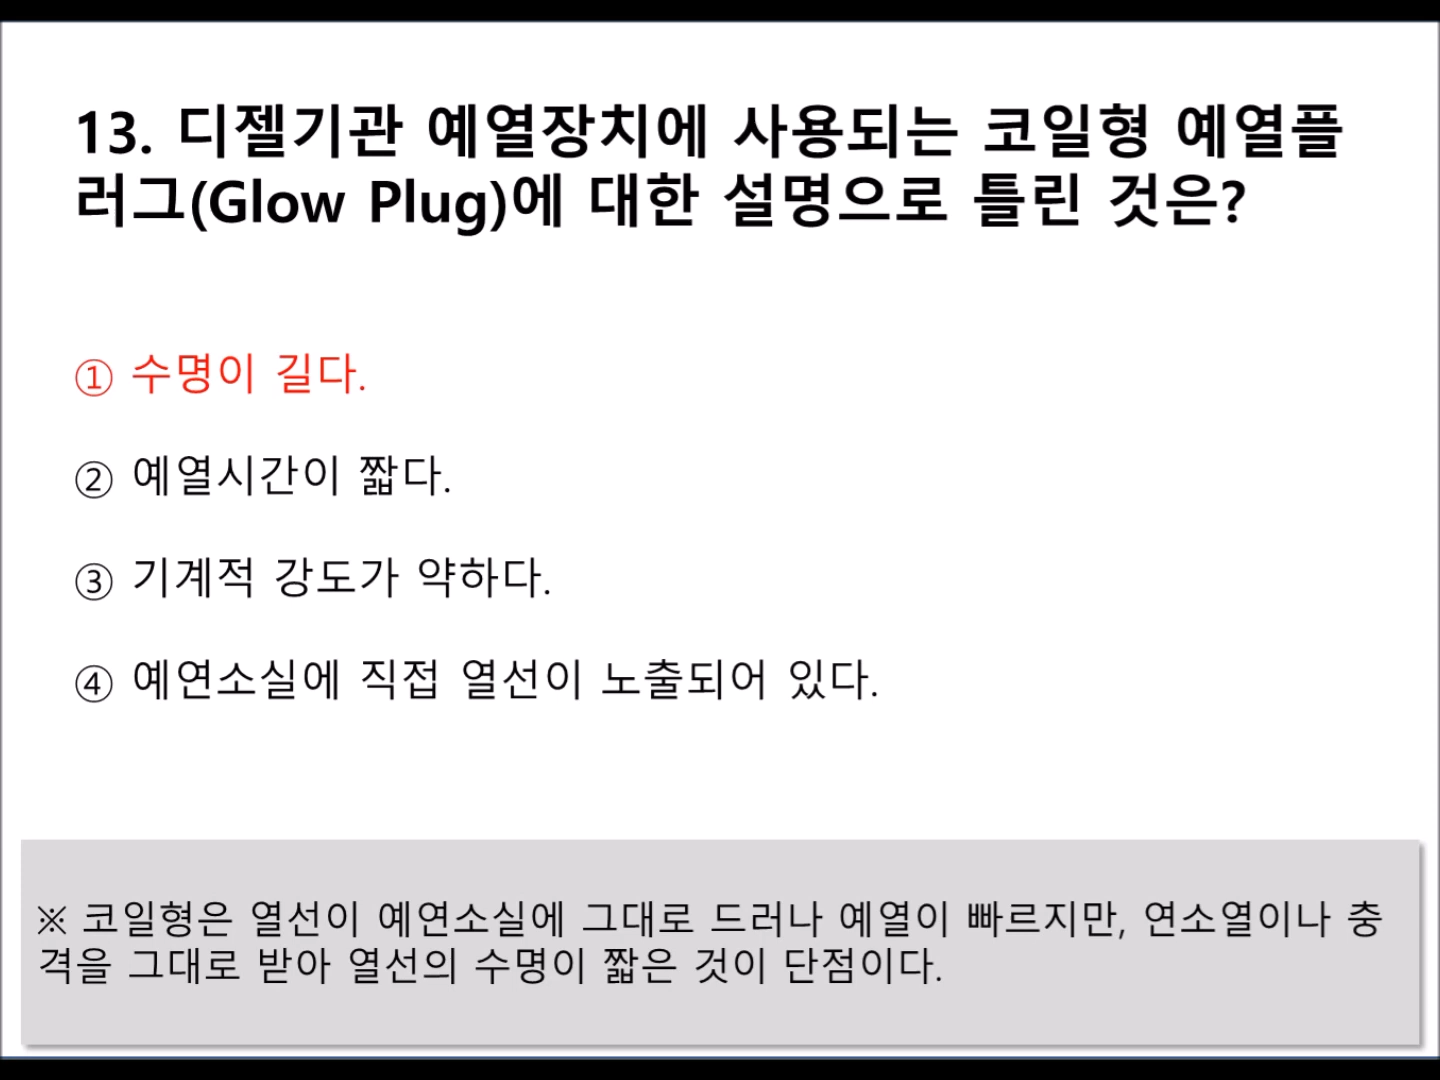 13. 디젤기관 예열장치에 사용되는 코일형 예열플
러그(Glow Plug)에 대한 설명으로 틀린 것은?
① 수명이 길다.
② 예열시간이 짧다.
③ 기계적 강도가 약하다.
④ 예연소실에 직접 열선이 노출되어 있다.
※ 코일형은 열선이 예연소실에 그대로 드러나 예열이 빠르지만, 연소열이나 충
격을 그대로 받아 열선의 수명이 짧은 것이 단점이다.